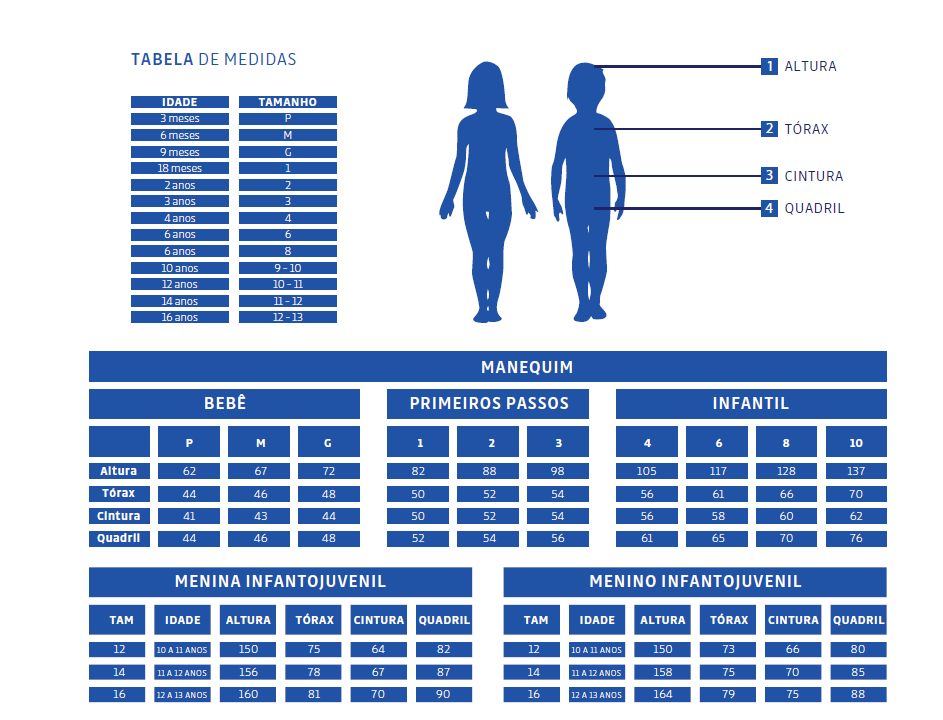 TABELA DE MEDIDAS
IDADE TAMANHO
3 meses P
6 meses M
9 meses G
18 meses 1
2 anos 2
3 anos 3
4 anos 4
6 anos 6
6 anos 8
10 anos 9 - 10
12 anos 10 - 11
14 anos 11 - 12
16 anos 12 - 13
1 ALTURA
2 TÓRAX
3 CINTURA
4 QUADRIL
MANEQUIM
BEBÊ PRIMEIROS PASSOS INFANTIL
P M G 1 2 3 4 6 8 10
Altura 62 67 72 82 88 98 105 117 128 137
Tórax 44 46 48 50 52 54 56 61 66 70
Cintura 41 43 44 50 52 54 56 58 60 62
Quadril 44 46 48 52 54 56 61 65 70 76
MENINA INFANTOJUVENIL
TAM IDADE ALTURA TÓRAX CINTURA QUADRIL
12 10 A 11 ANOS 150 75 64 82
14 11 A 12 ANOS 156 78 67 87
16 12 A 13 ANOS 160 81 70 90
MENINO INFANTOJUVENIL
TAM IDADE ALTURA TÓRAX CINTURA QUADRIL
12 10 A 11 ANOS 150 73 66 80
14 11 A 12 ANOS 158 75 70 85
16 12 A 13 ANOS 164 79 75 88